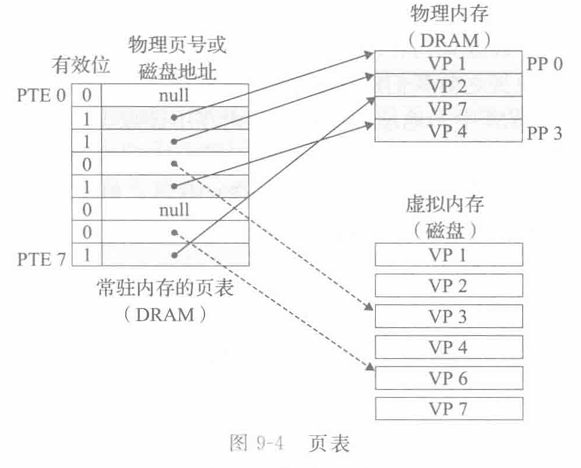 物理页号或
磁盘地址
有效位
PTE 0 0 null
1
1
0
1
0 null
0
PTE 7 1
常驻内存的页表
（DRAM）
物理内存
（DRAM）
VP 1 PP 0
VP 2
VP 7
VP 4 PP 3
虚拟内存
（磁盘）
VP 1
VP 2
VP 3
VP 4
VP 6
VP 7
图 9-4 页表